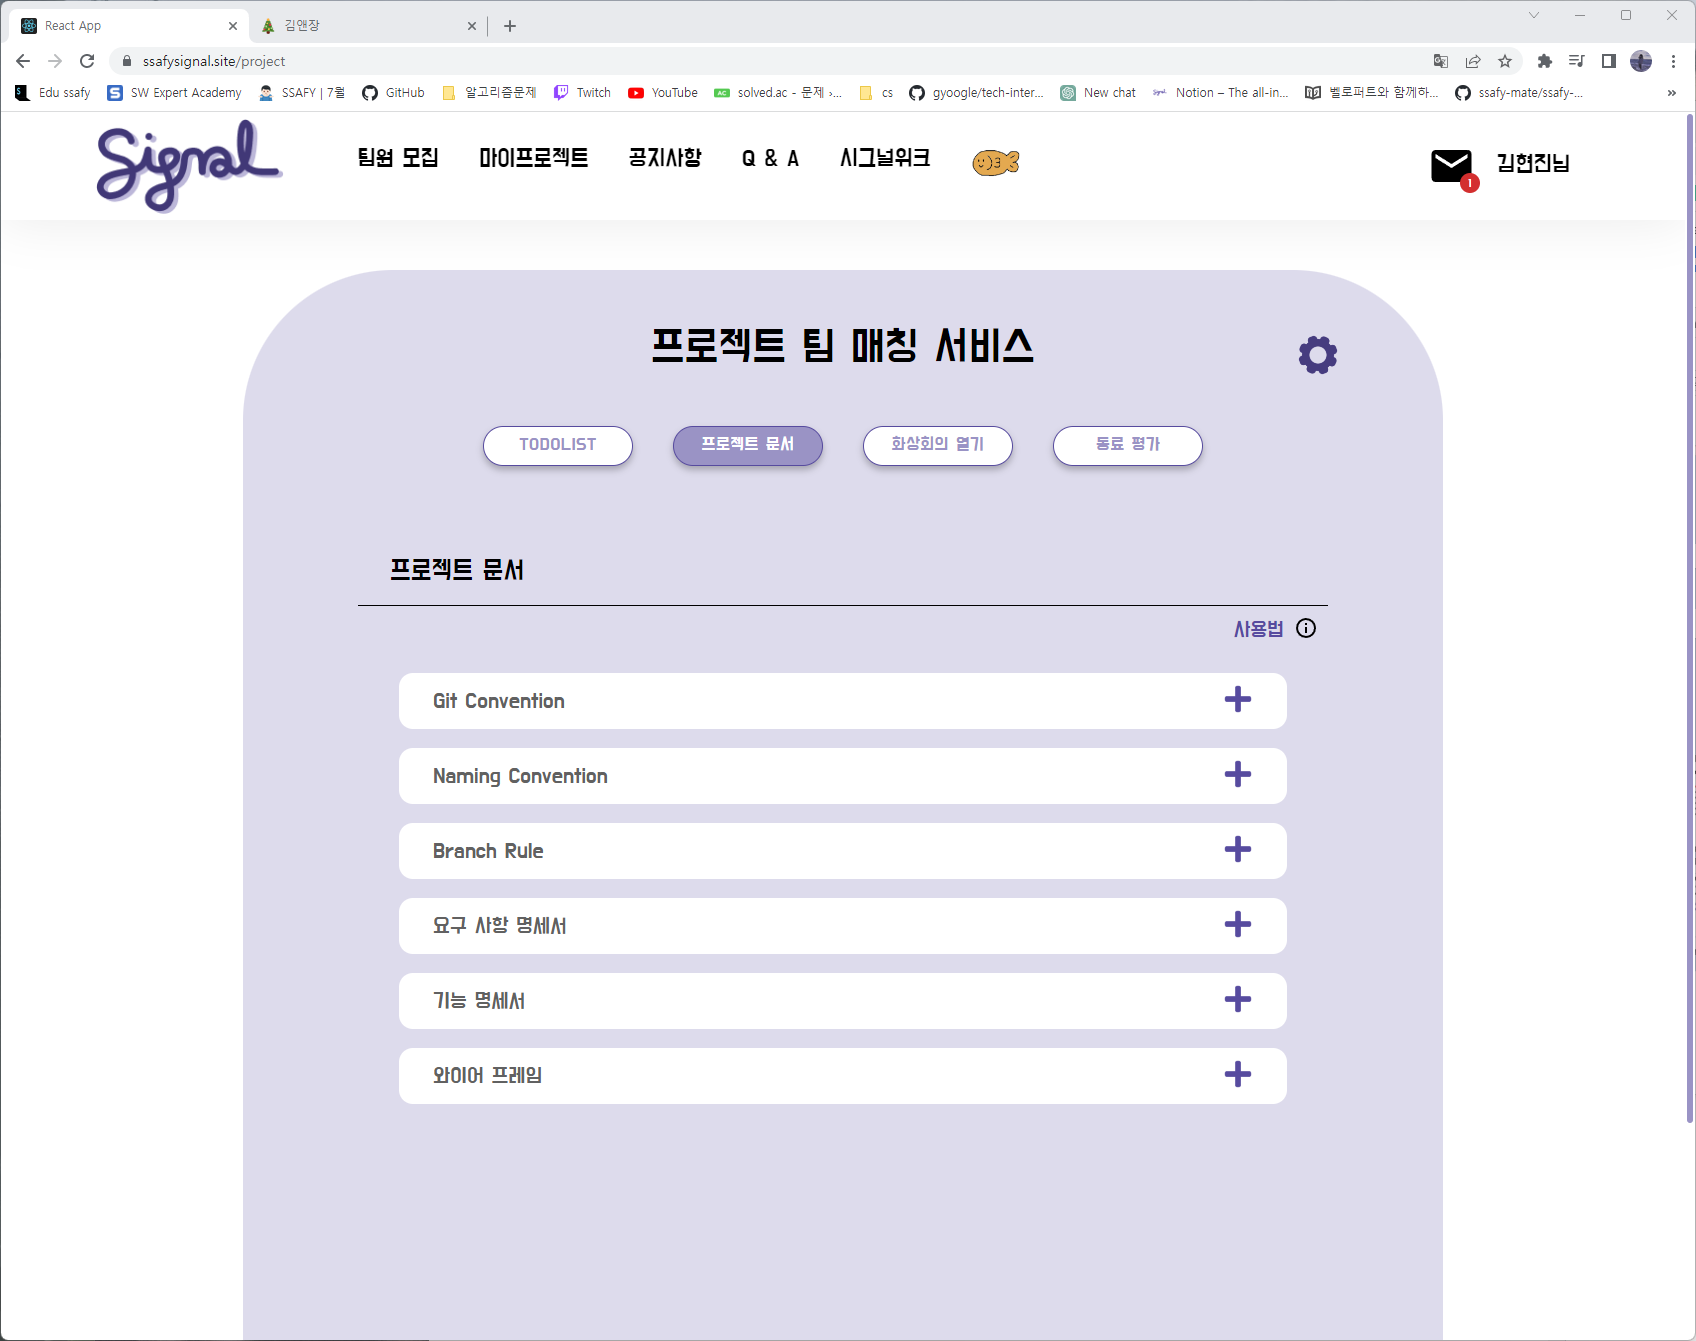 React App
김앤장
ssafysignal.site/project
Edu ssafy
SW Expert Academy
SSAFY | 7월
GitHub
알고리즘문제
Twitch
YouTube
solved.ac - 문제 ›...
cs
gyoogle/tech-inter...
New chat
Notion – The all-in...
벨로퍼트와 함께하...
ssafy-mate/ssafy-...
Signal
팀원 모집
마이프로젝트
공지사항
Q & A
시그널위크
1
김현진님
프로젝트 팀 매칭 서비스
TODOLIST
프로젝트 문서
화상회의 열기
동료 평가
프로젝트 문서
사용법
Git Convention
Naming Convention
Branch Rule
요구 사항 명세서
기능 명세서
와이어 프레임